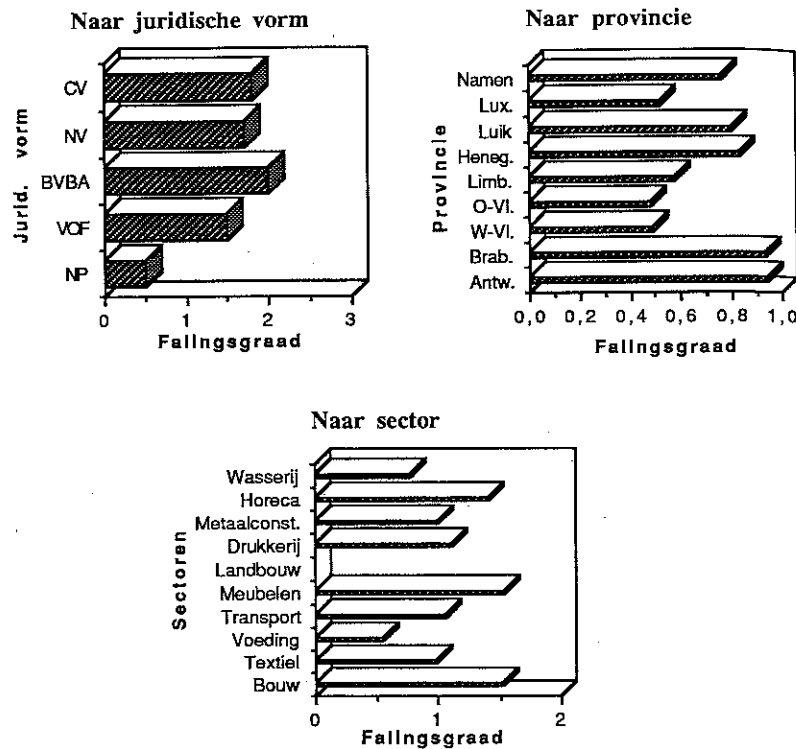 Naar juridische vorm
Jurid. vorm
CV
NV
BVBA
VOF
NP
0 1 2 3
Falingsgraad
Naar provincie
Provincie
Namen
Lux.
Luik
Heneg.
Limb.
O-Vl.
W-Vl.
Brab.
Antw.
0,0 0,2 0,4 0,6 0,8 1,0
Falingsgraad
Naar sector
Sectoren
Wasserij
Horeca
Metaalconst.
Drukkerij
Landbouw
Meubelen
Transport
Voeding
Textiel
Bouw
0 1 2
Falingsgraad